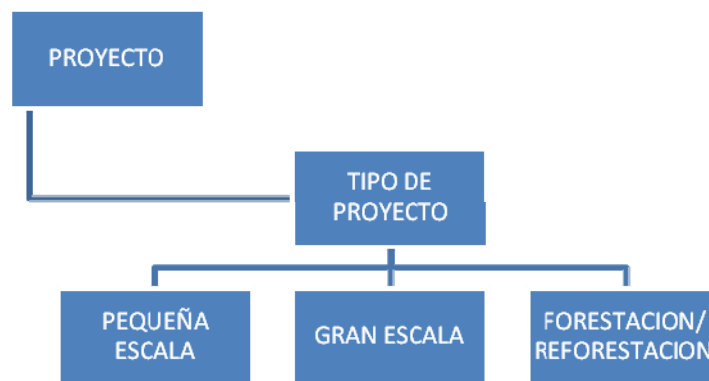 PROYECTO
TIPO DE
PROYECTO
PEQUEÑA
ESCALA
GRAN ESCALA
FORESTACION/
REFORESTACION